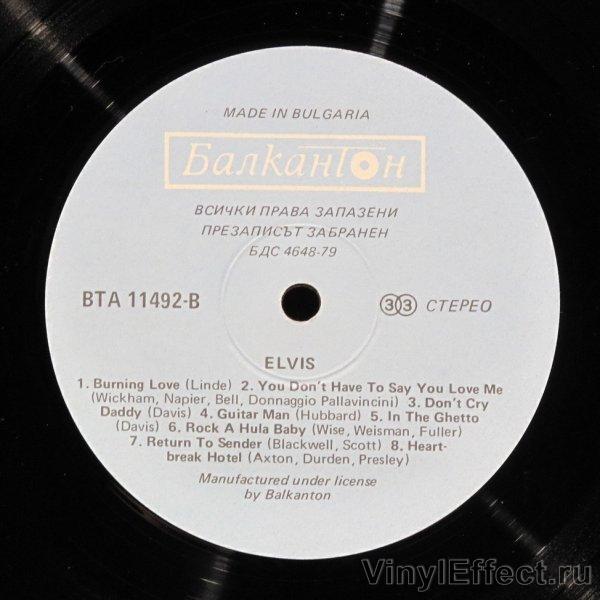 MADE IN BULGARIA
Балкантон
ВСИЧКИ ПРАВА ЗАПАЗЕНИ
ПРЕЗАПИСЪТ ЗАБРАНЕН
БДС 4648-79
ВТА 11492-В
33 СТЕРЕО
ELVIS
1. Burning Love (Linde) 2. You Don't Have To Say You Love Me
(Wickham, Napier, Bell, Donnaggio Pallavincini) 3. Don't Cry
Daddy (Davis) 4. Guitar Man (Hubbard) 5. In The Ghetto
(Davis) 6. Rock A Hula Baby (Wise, Weisman, Fuller)
7. Return To Sender (Blackwell, Scott) 8. Heart-
break Hotel (Axton, Durden, Presley)
Manufactured under license
by Balkanton
VinylEffect.ru